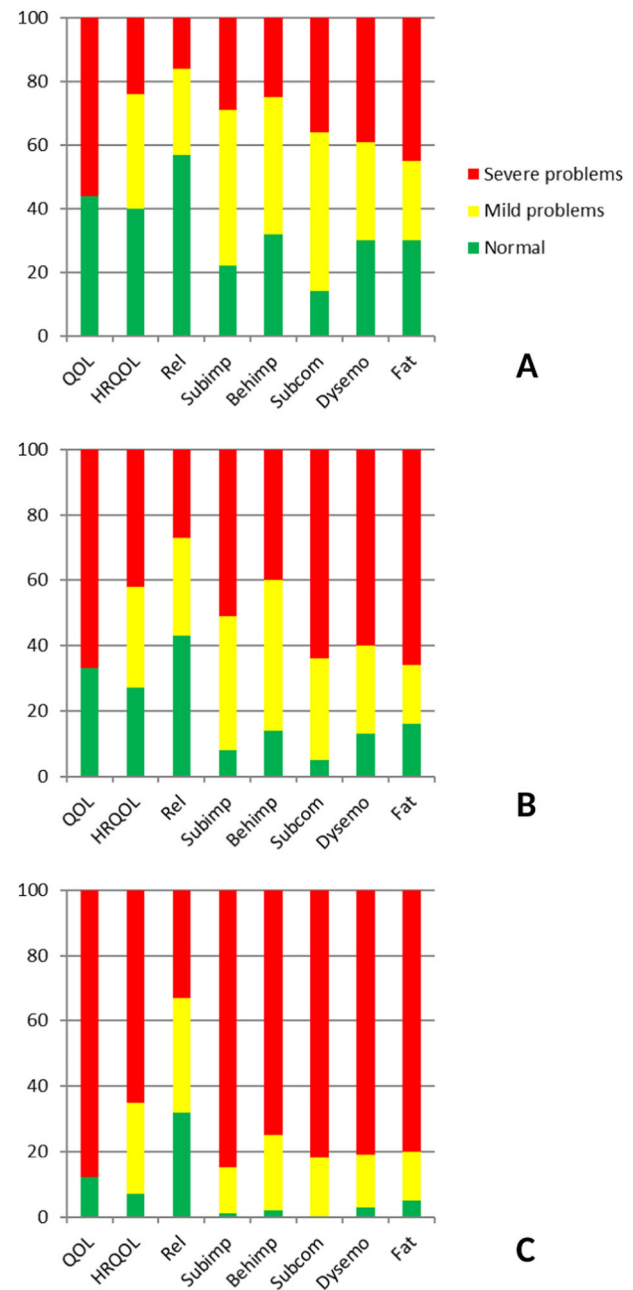 100
80
60
40
20
0
QOL HRQOL Rel Subimp Behimp Subcom Dysemo Fat
Severe problems
Mild problems
Normal
A
100
80
60
40
20
0
QOL HRQOL Rel Subimp Behimp Subcom Dysemo Fat
B
100
80
60
40
20
0
QOL HRQOL Rel Subimp Behimp Subcom Dysemo Fat
C